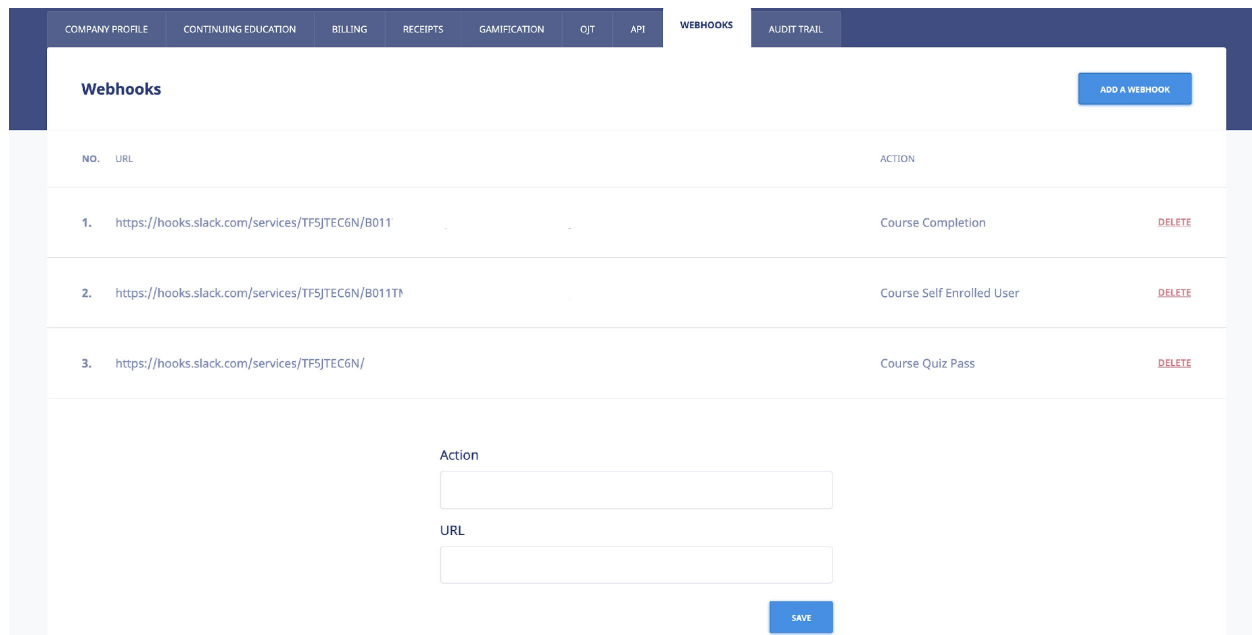 COMPANY PROFILE CONTINUING EDUCATION BILLING RECEIPTS GAMIFICATION OJT API WEBHOOKS AUDIT TRAIL
Webhooks ADD A WEBHOOK
NO. URL ACTION
1. https://hooks.slack.com/services/TF5JTEC6N/B011 Course Completion DELETE
2. https://hooks.slack.com/services/TF5JTEC6N/B011T Course Self Enrolled User DELETE
3. https://hooks.slack.com/services/TF5JTEC6N/ Course Quiz Pass DELETE
Action
URL
SAVE